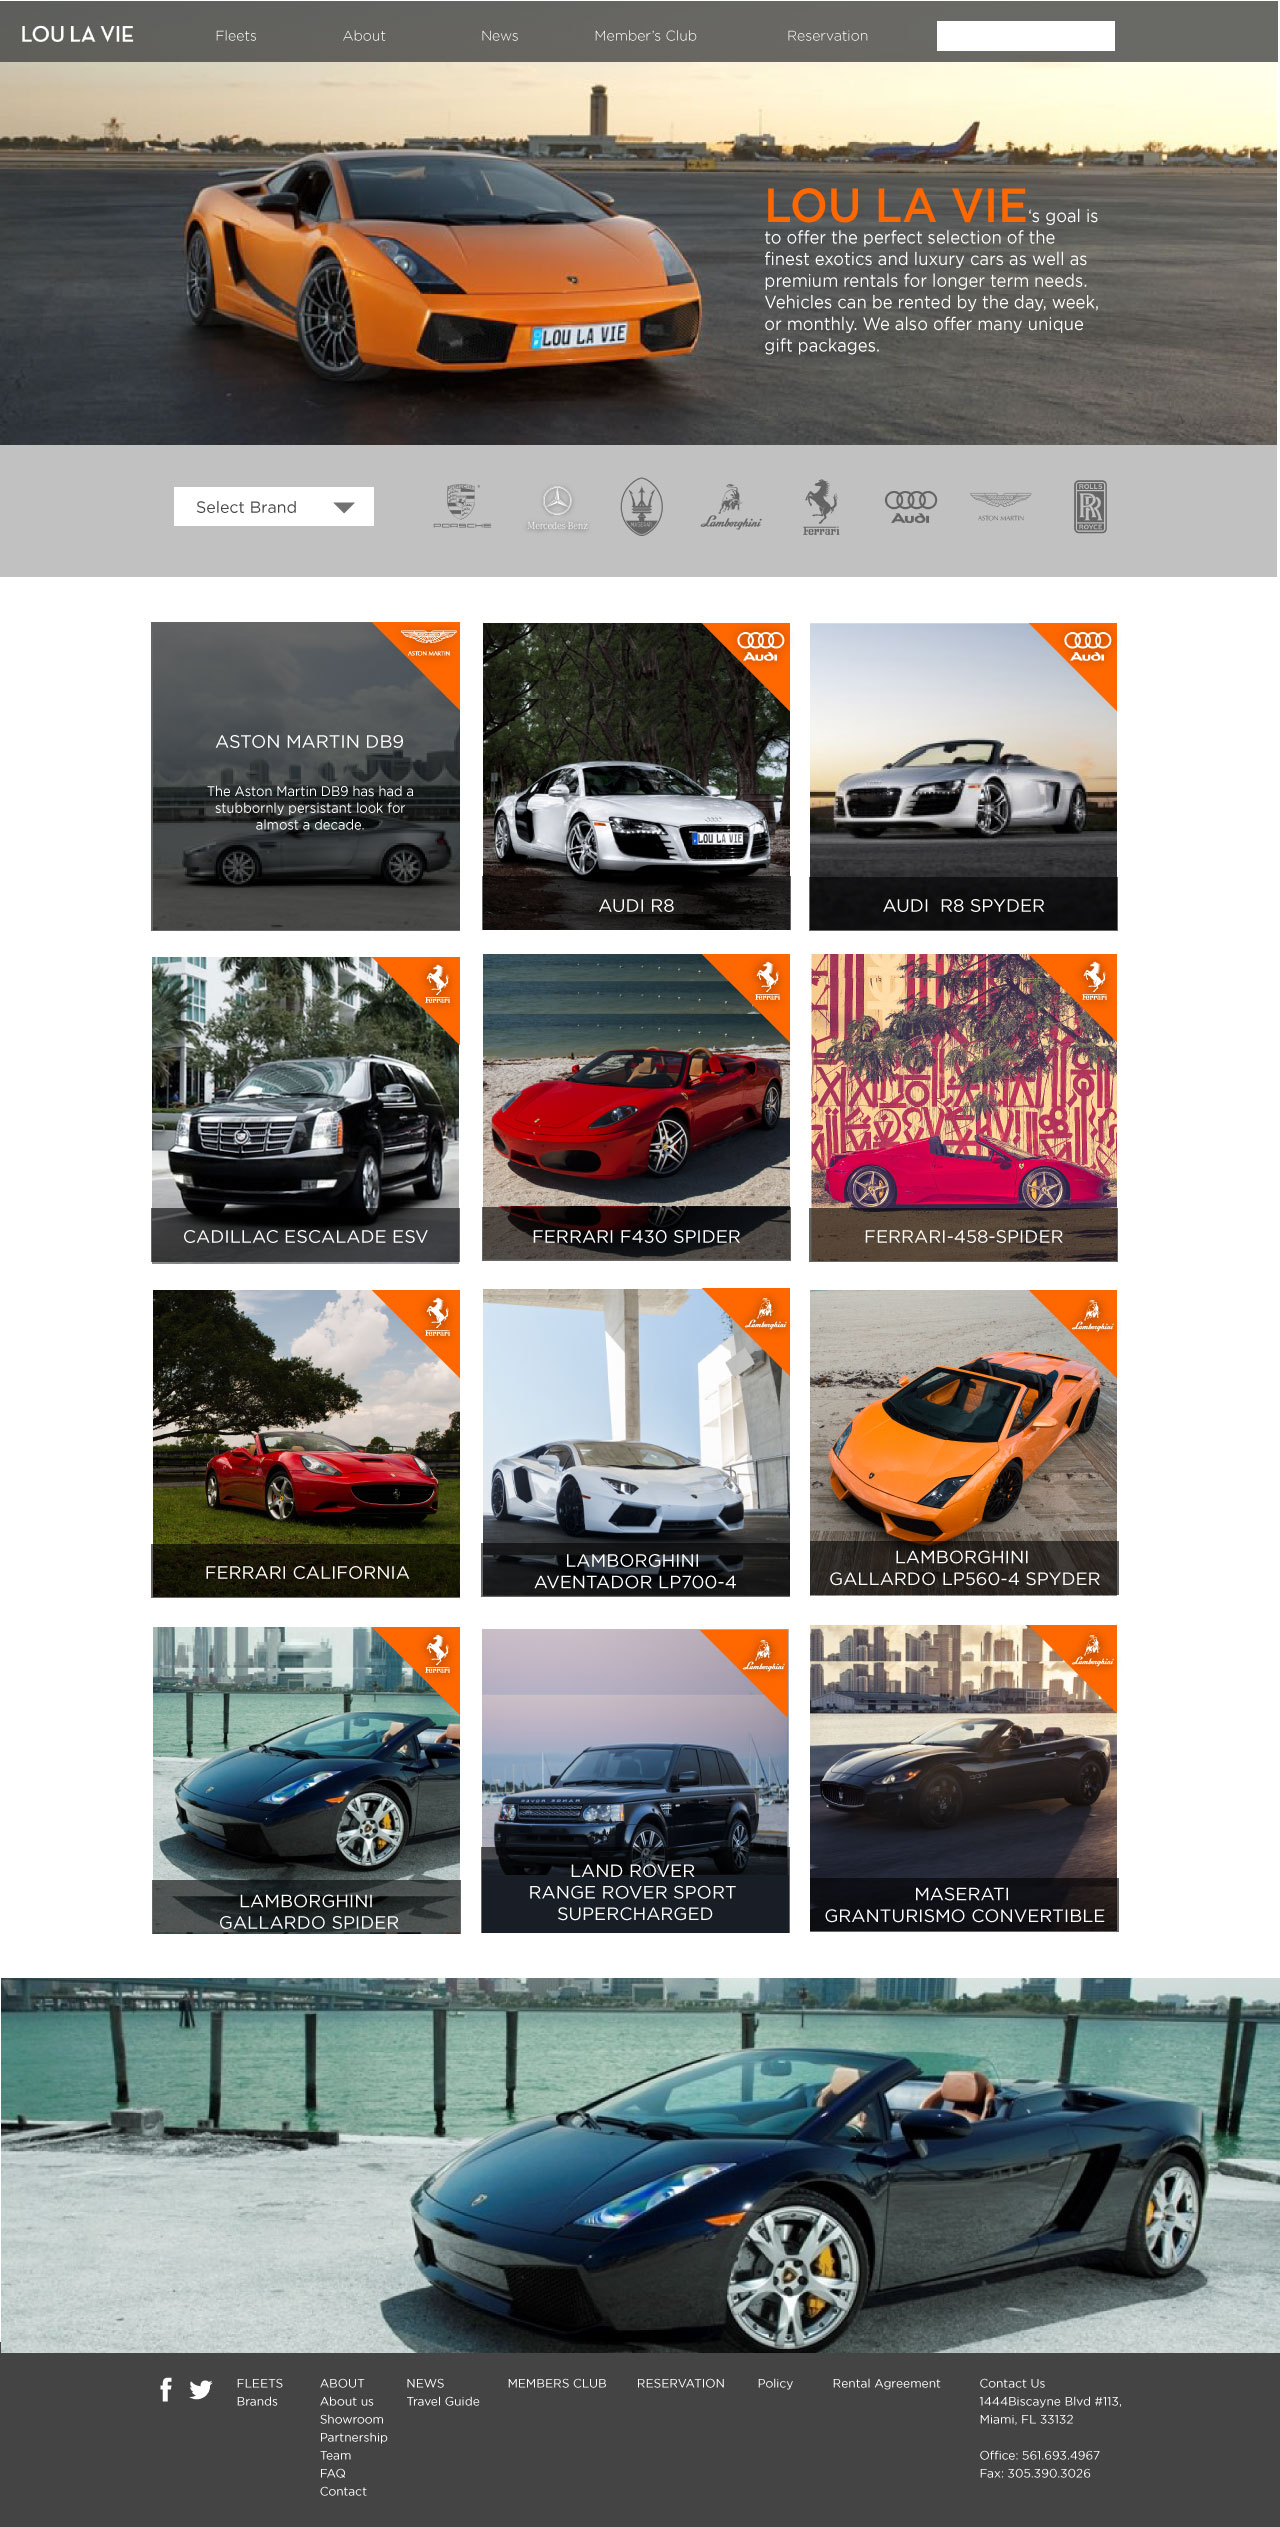 LOU LA VIE
Fleets
About
News
Member's Club
Reservation
LOU LA VIE
LOU LA VIE's goal is
to offer the perfect selection of the
finest exotics and luxury cars as well as
premium rentals for longer term needs.
Vehicles can be rented by the day, week,
or monthly. We also offer many unique
gift packages.
Select Brand
PORSCHE
Mercedes-Benz
MASERATI
Lamborghini
Ferrari
Audi
ASTON MARTIN
ROLLS
RR
ROYCE
ASTON MARTIN
ASTON MARTIN DB9
The Aston Martin DB9 has had a
stubbornly persistant look for
almost a decade.
Audi
LOU LA VIE
AUDI R8
Audi
AUDI  R8 SPYDER
Ferrari
CADILLAC ESCALADE ESV
Ferrari
FERRARI F430 SPIDER
Ferrari
FERRARI-458-SPIDER
Ferrari
FERRARI CALIFORNIA
Lamborghini
LAMBORGHINI
AVENTADOR LP700-4
Lamborghini
LAMBORGHINI
GALLARDO LP560-4 SPYDER
Ferrari
LAMBORGHINI
GALLARDO SPIDER
Lamborghini
LAND ROVER
RANGE ROVER SPORT
SUPERCHARGED
Lamborghini
MASERATI
GRANTURISMO CONVERTIBLE
FLEETS
Brands
ABOUT
About us
Showroom
Partnership
Team
FAQ
Contact
NEWS
Travel Guide
MEMBERS CLUB
RESERVATION
Policy
Rental Agreement
Contact Us
1444Biscayne Blvd #113,
Miami, FL 33132
Office: 561.693.4967
Fax: 305.390.3026